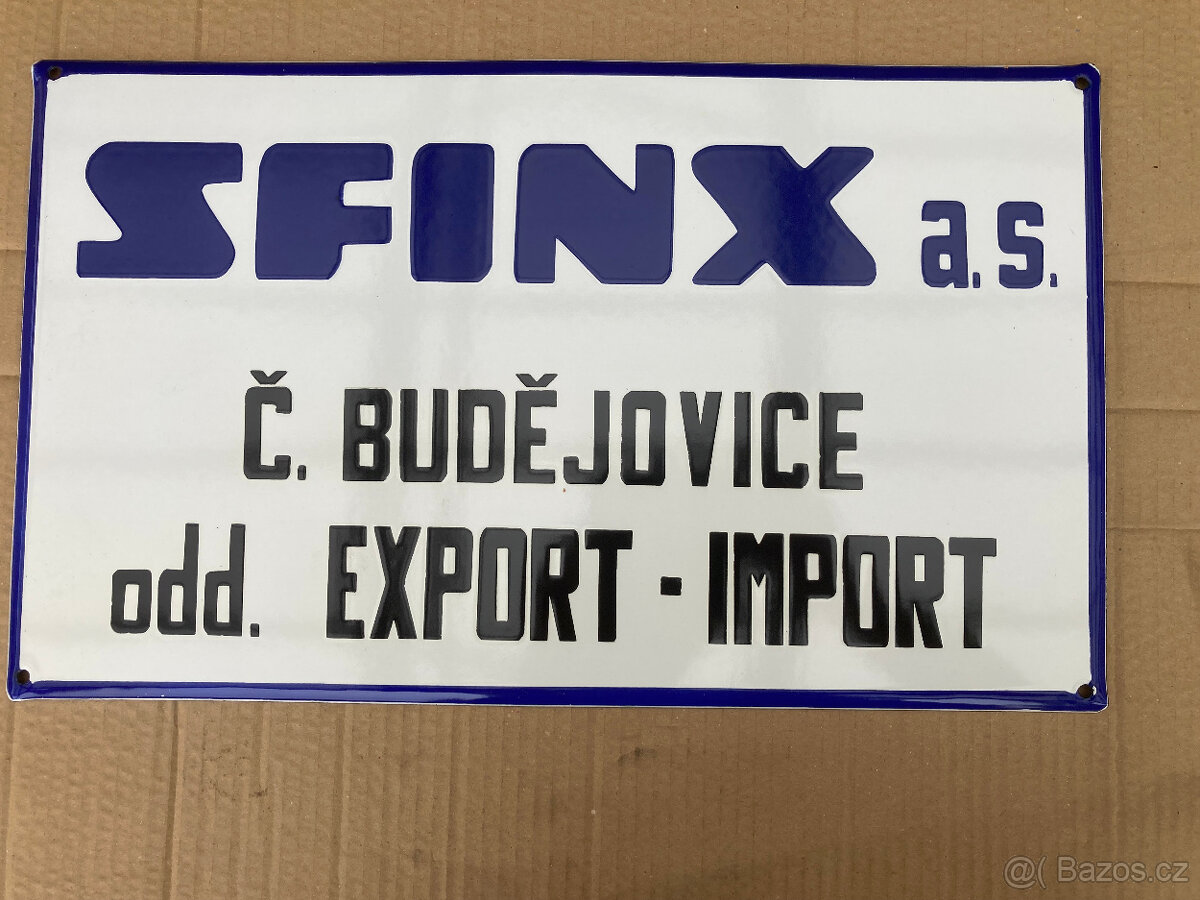 SFINX a.s.
Č. BUDĚJOVICE
odd. EXPORT - IMPORT
@( Bazos.cz